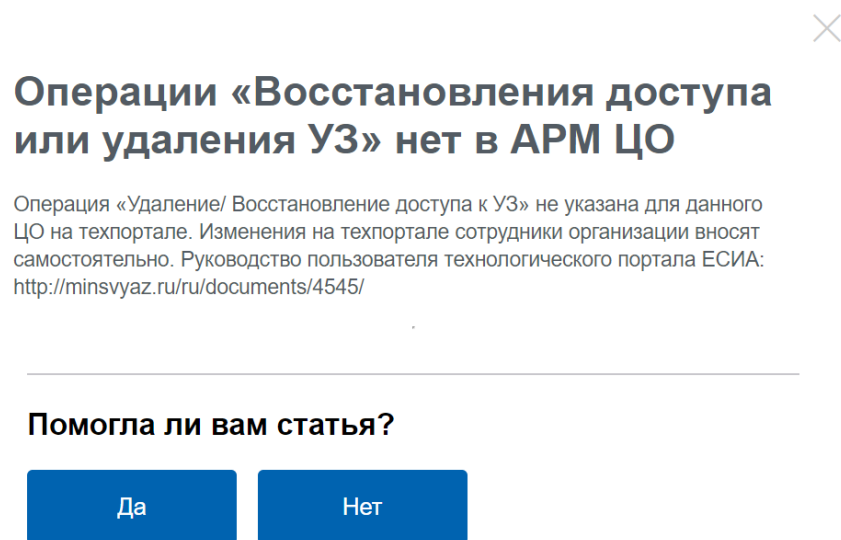 Операции «Восстановления доступа
или удаления УЗ» нет в АРМ ЦО
Операция «Удаление/ Восстановление доступа к УЗ» не указана для данного
ЦО на техпортале. Изменения на техпортале сотрудники организации вносят
самостоятельно. Руководство пользователя технологического портала ЕСИА:
http://minsvyaz.ru/ru/documents/4545/
.
Помогла ли вам статья?
Да
Нет